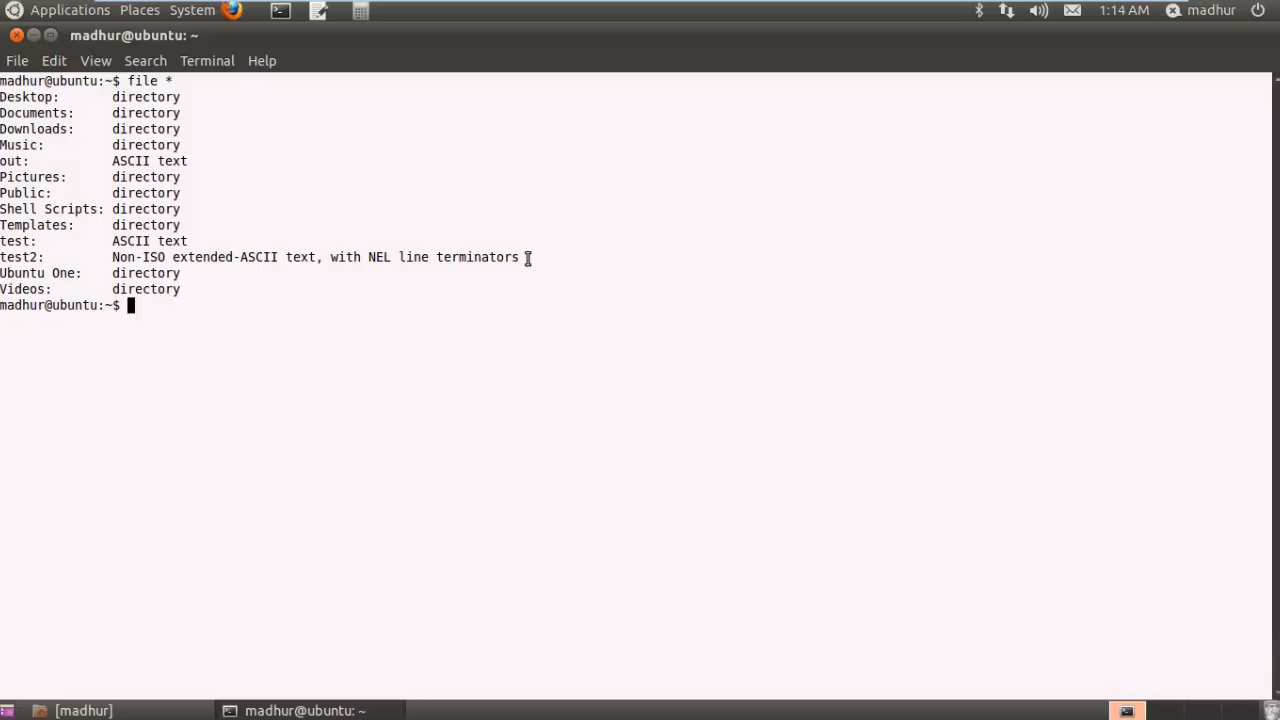 Applications Places System 1:14 AM madhur
madhur@ubuntu: ~
File Edit View Search Terminal Help
madhur@ubuntu:~$ file *
Desktop: directory
Documents: directory
Downloads: directory
Music: directory
out: ASCII text
Pictures: directory
Public: directory
Shell Scripts: directory
Templates: directory
test: ASCII text
test2: Non-ISO extended-ASCII text, with NEL line terminators
Ubuntu One: directory
Videos: directory
madhur@ubuntu:~$
[madhur] madhur@ubuntu: ~